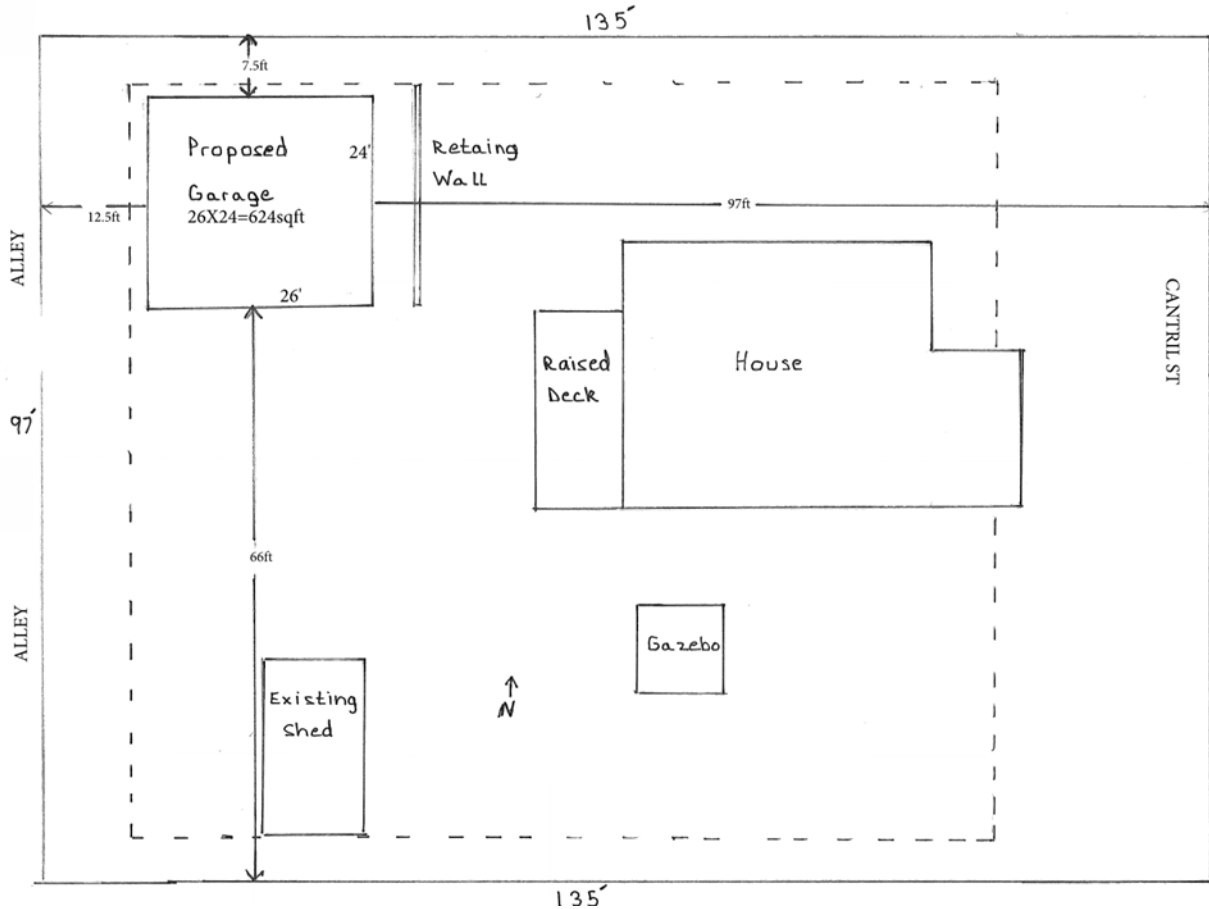 135'
7.5ft
Proposed
Garage
26X24=624sqft
24'
26'
Retaing
Wall
12.5ft
97ft
ALLEY
CANTRIL ST
Raised
Deck
House
97'
66ft
ALLEY
Gazebo
Existing
Shed
N
135'